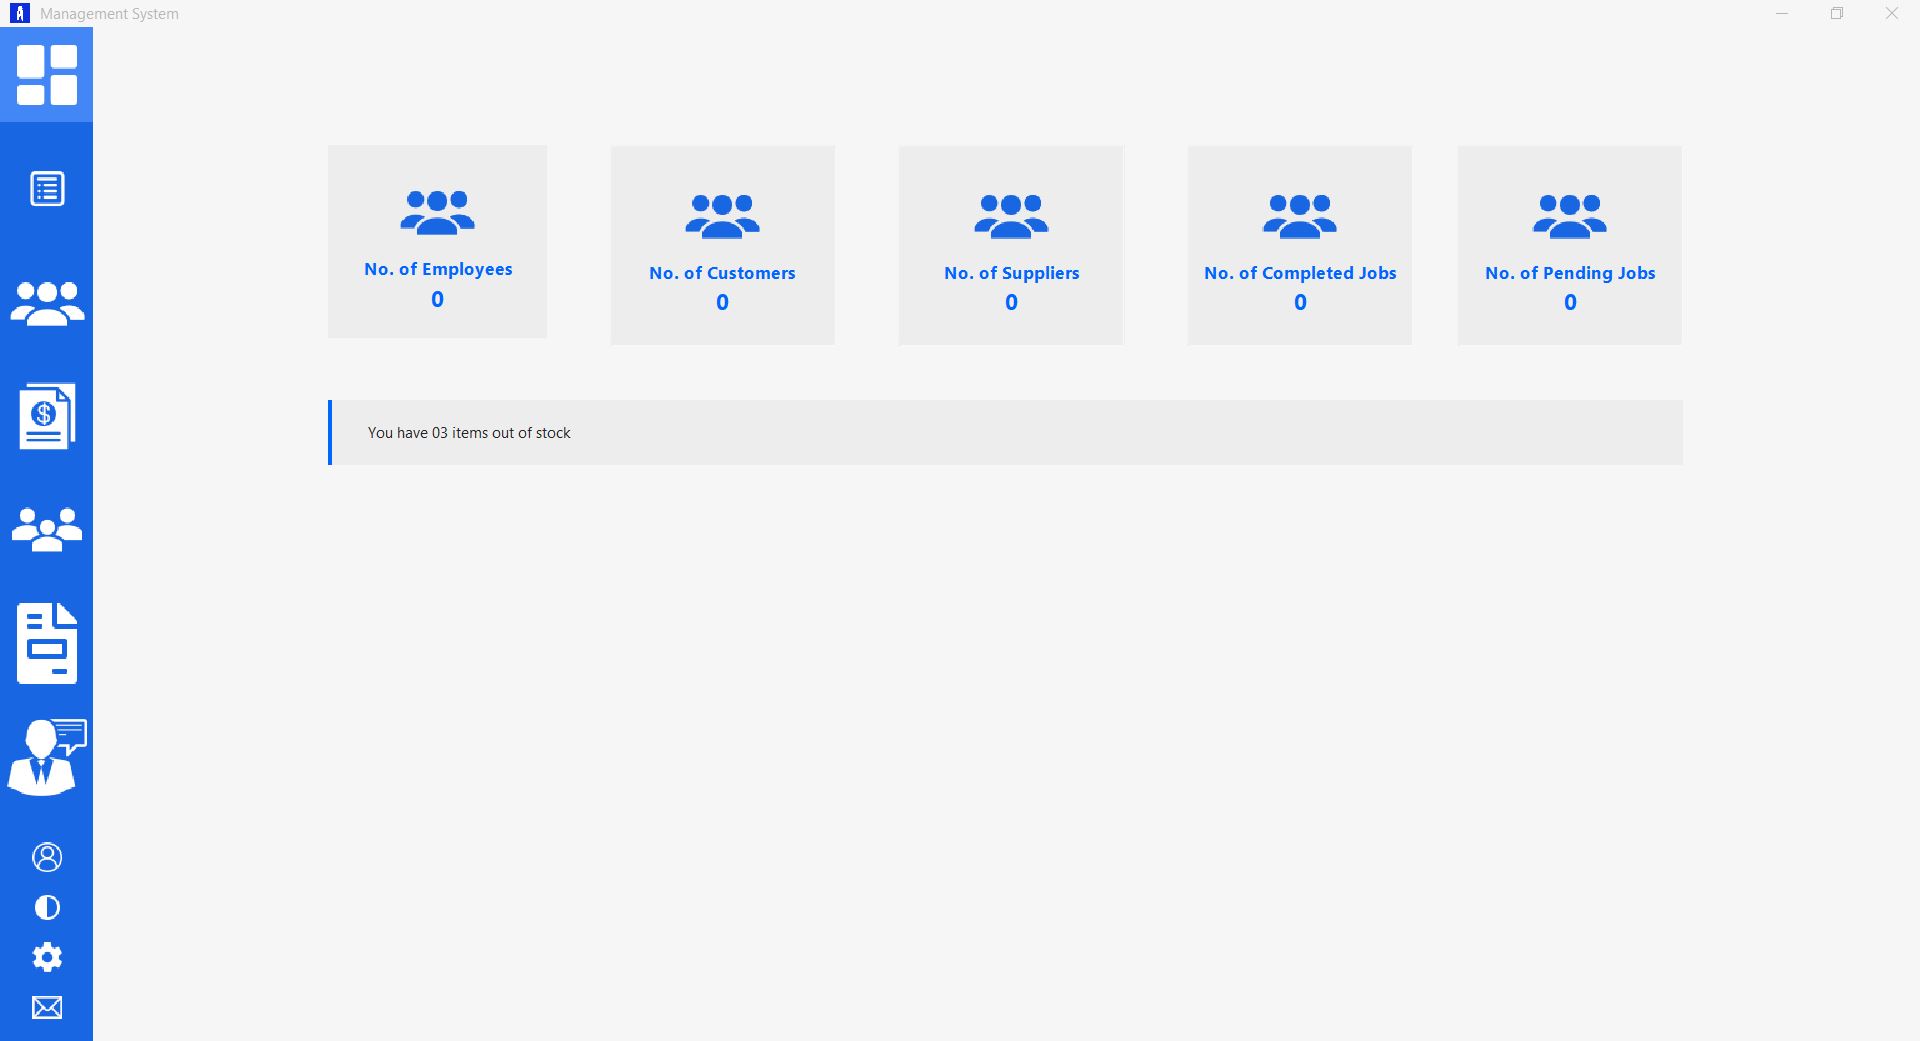 Management System
No. of Employees
0
No. of Customers
0
No. of Suppliers
0
No. of Completed Jobs
0
No. of Pending Jobs
0
You have 03 items out of stock
$